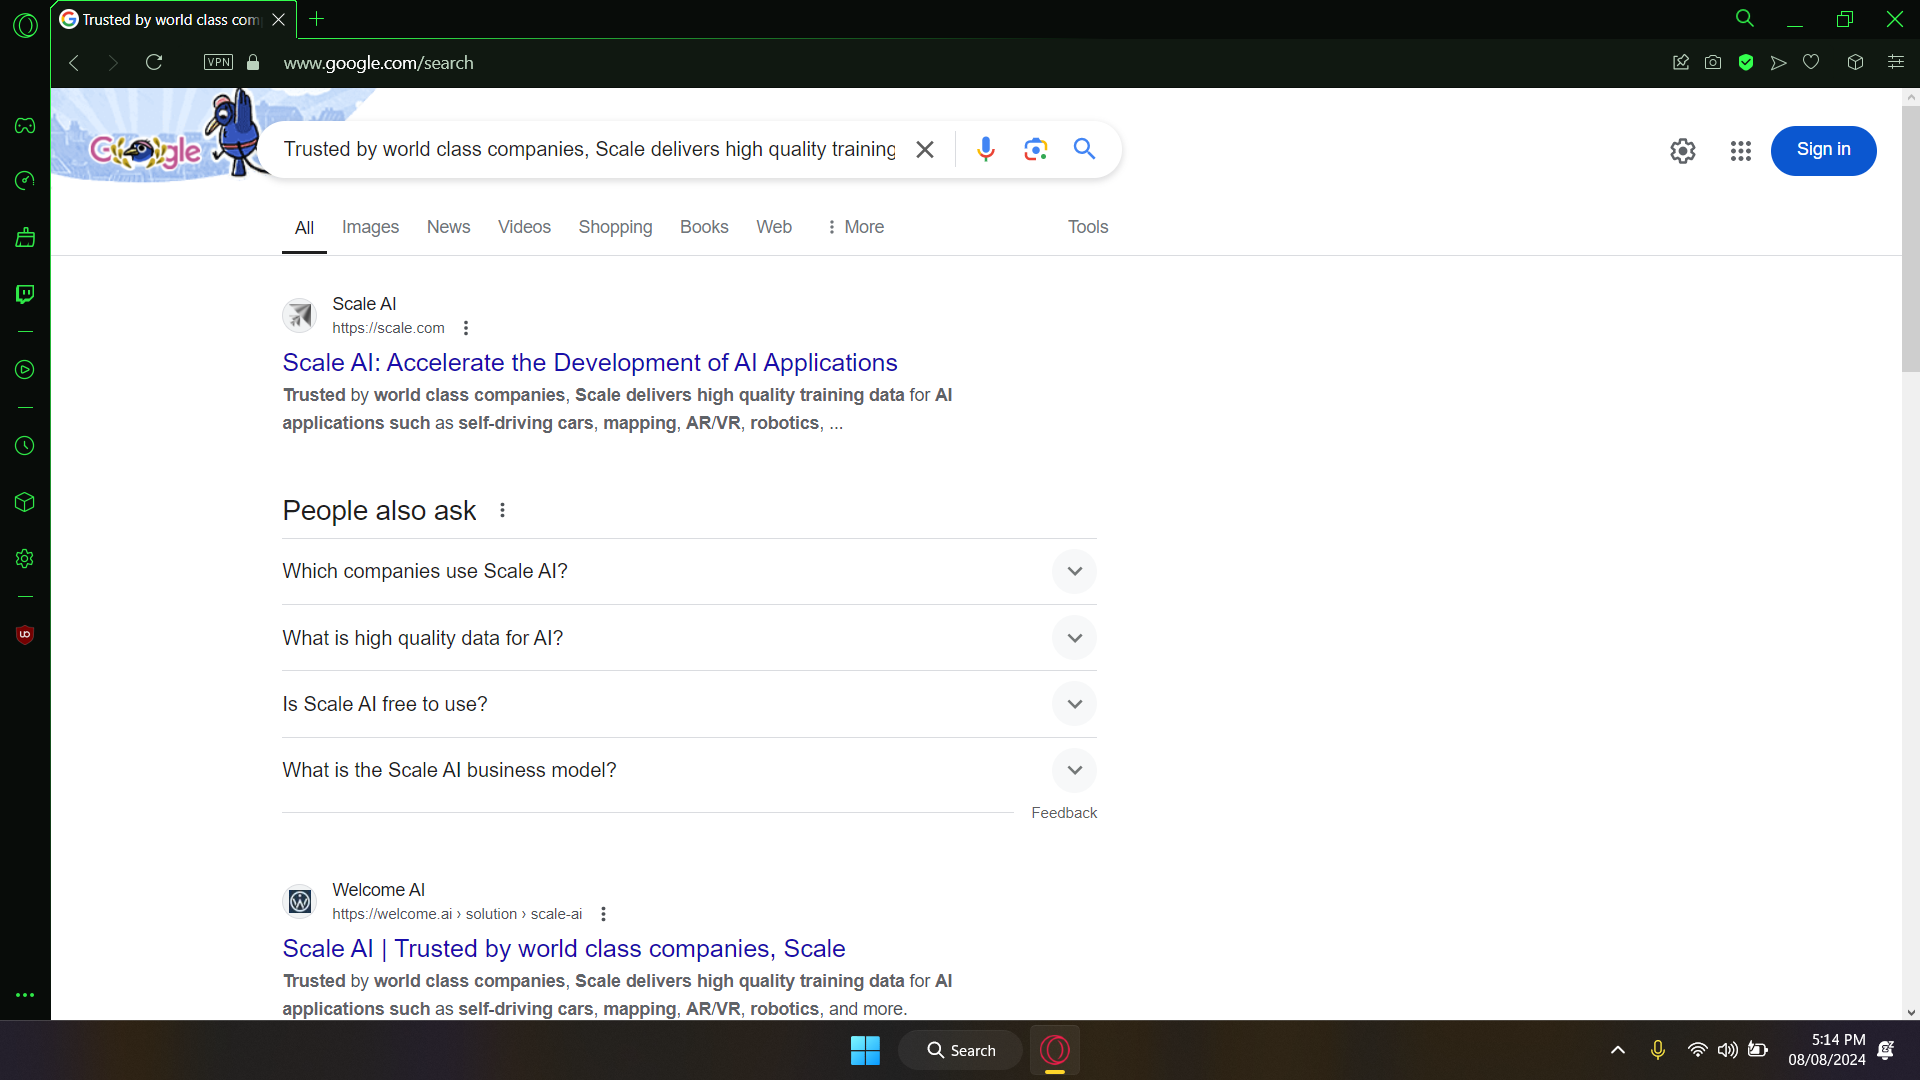 Trusted by world class com
VPN
www.google.com/search
Google
Trusted by world class companies, Scale delivers high quality training
Sign in
All Images News Videos Shopping Books Web More Tools
Scale AI
https://scale.com
Scale AI: Accelerate the Development of AI Applications
Trusted by world class companies, Scale delivers high quality training data for AI
applications such as self-driving cars, mapping, AR/VR, robotics, ...
People also ask
Which companies use Scale AI?
What is high quality data for AI?
Is Scale AI free to use?
What is the Scale AI business model?
Feedback
Welcome AI
https://welcome.ai › solution › scale-ai
Scale AI | Trusted by world class companies, Scale
Trusted by world class companies, Scale delivers high quality training data for AI
applications such as self-driving cars, mapping, AR/VR, robotics, and more.
Search
5:14 PM
08/08/2024